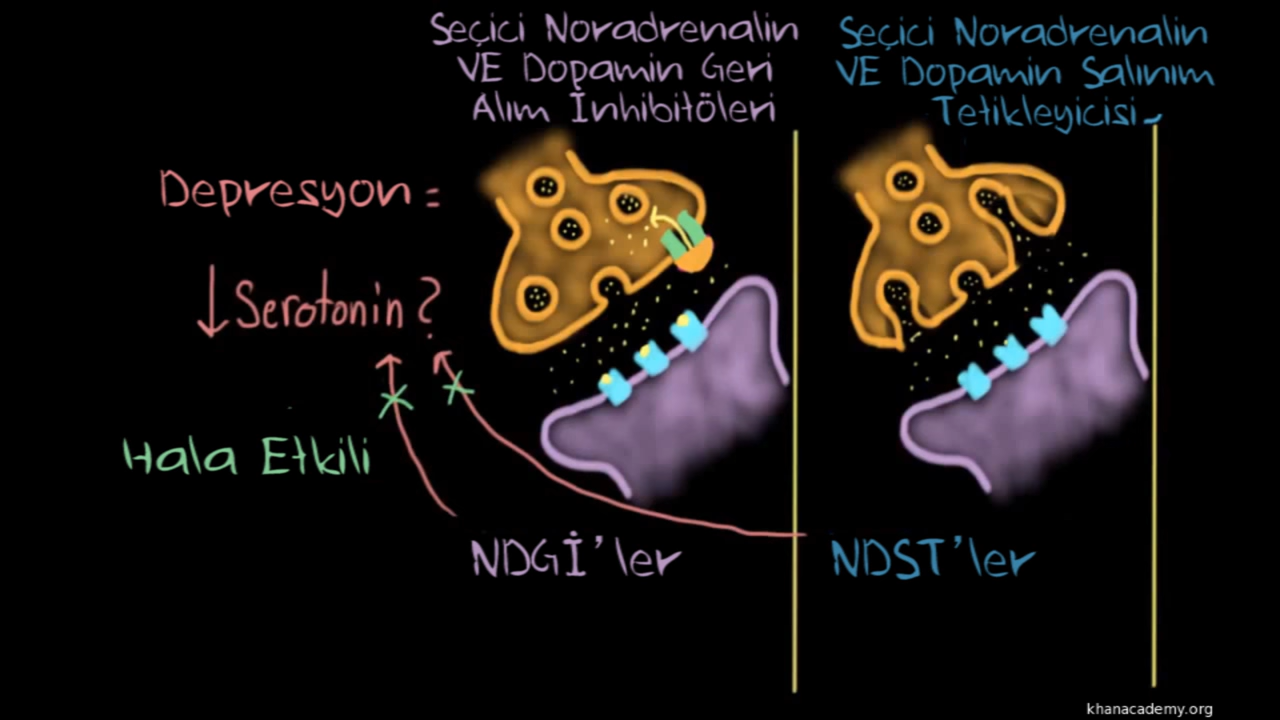 Seçici Noradrenalin
VE Dopamin Geri
Alım İnhibitöleri
Seçici Noradrenalin
VE Dopamin Salınım
Tetikleyicisi
Depresyon =
↓ Serotonin?
Hala Etkili
NDGİ'ler
NDST'ler
khanacademy.org